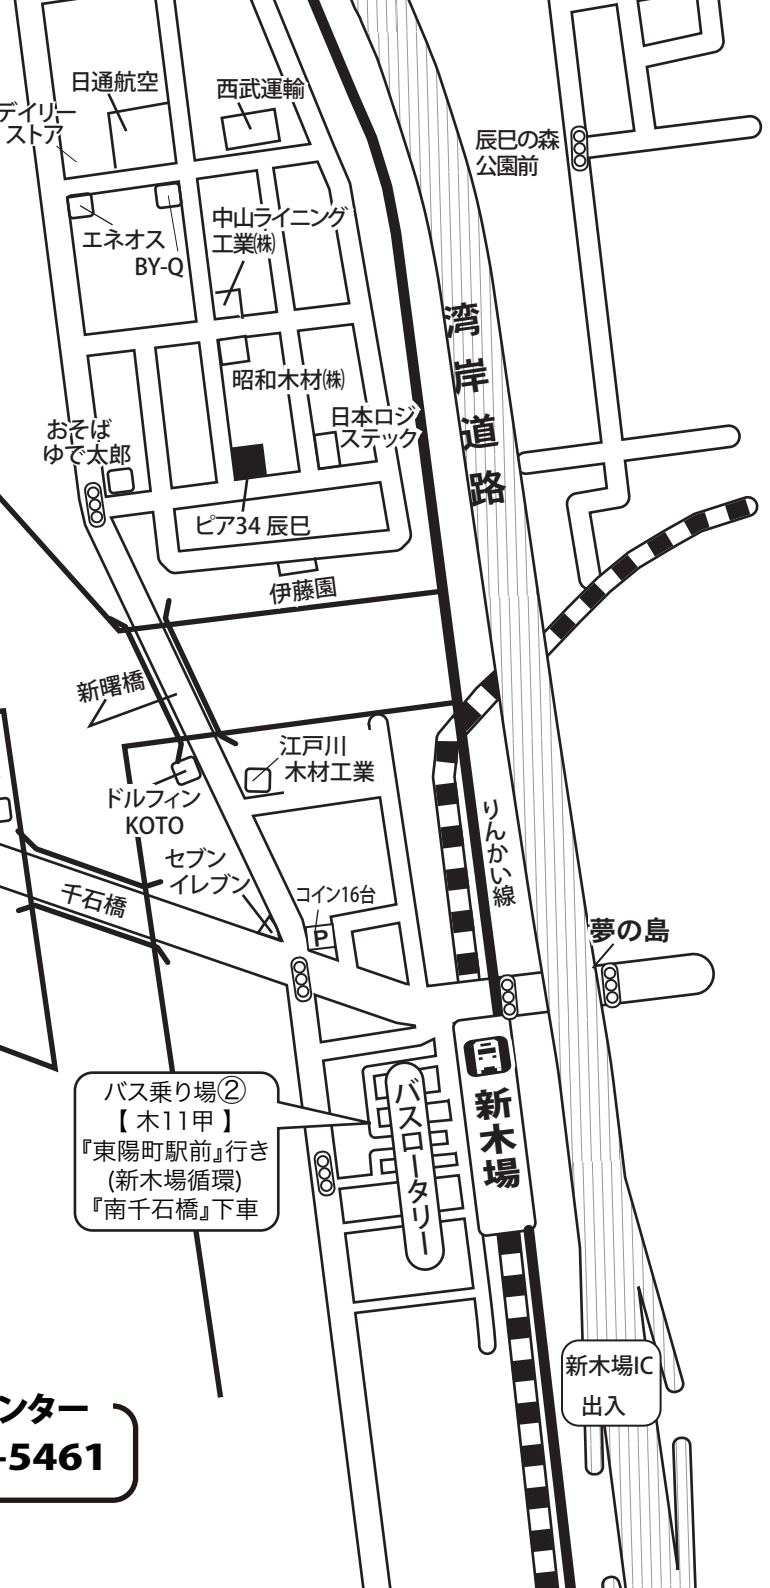 日通航空
西武運輸
デイリー
ストア
辰巳の森
公園前
エネオス
BY-Q
中山ライニング
工業㈱
湾岸道路
昭和木材㈱
日本ロジ
スティック
おそば
ゆで太郎
ピア34 辰巳
伊藤園
新曙橋
江戸川
木材工業
ドルフィン
KOTO
りんかい線
セブン
イレブン
コイン16台
P
千石橋
夢の島
バス乗り場②
【 木11甲 】
『東陽町駅前』行き
(新木場循環)
『南千石橋』下車
バスロータリー
新木場
新木場IC
出入
ンター
-5461